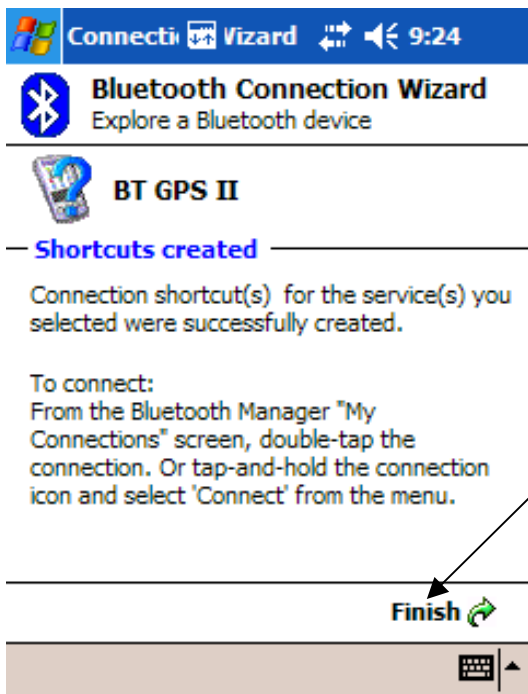 Connecti Wizard 9:24
Bluetooth Connection Wizard
Explore a Bluetooth device
BT GPS II
Shortcuts created
Connection shortcut(s) for the service(s) you
selected were successfully created.
To connect:
From the Bluetooth Manager "My
Connections" screen, double-tap the
connection. Or tap-and-hold the connection
icon and select 'Connect' from the menu.
Finish